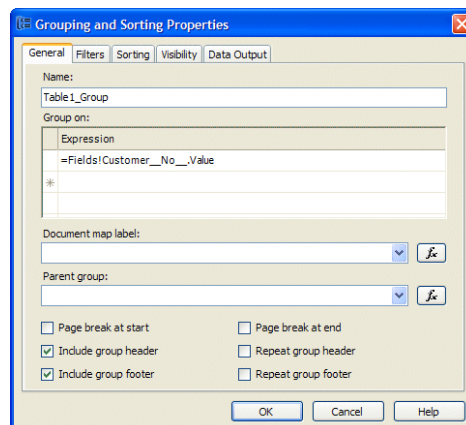 Grouping and Sorting Properties
General Filters Sorting Visibility Data Output
Name:
Table1_Group
Group on:
Expression
=Fields!Customer__No__.Value
Document map label:
fx
Parent group:
fx
Page break at start Page break at end
Include group header Repeat group header
Include group footer Repeat group footer
OK Cancel Help